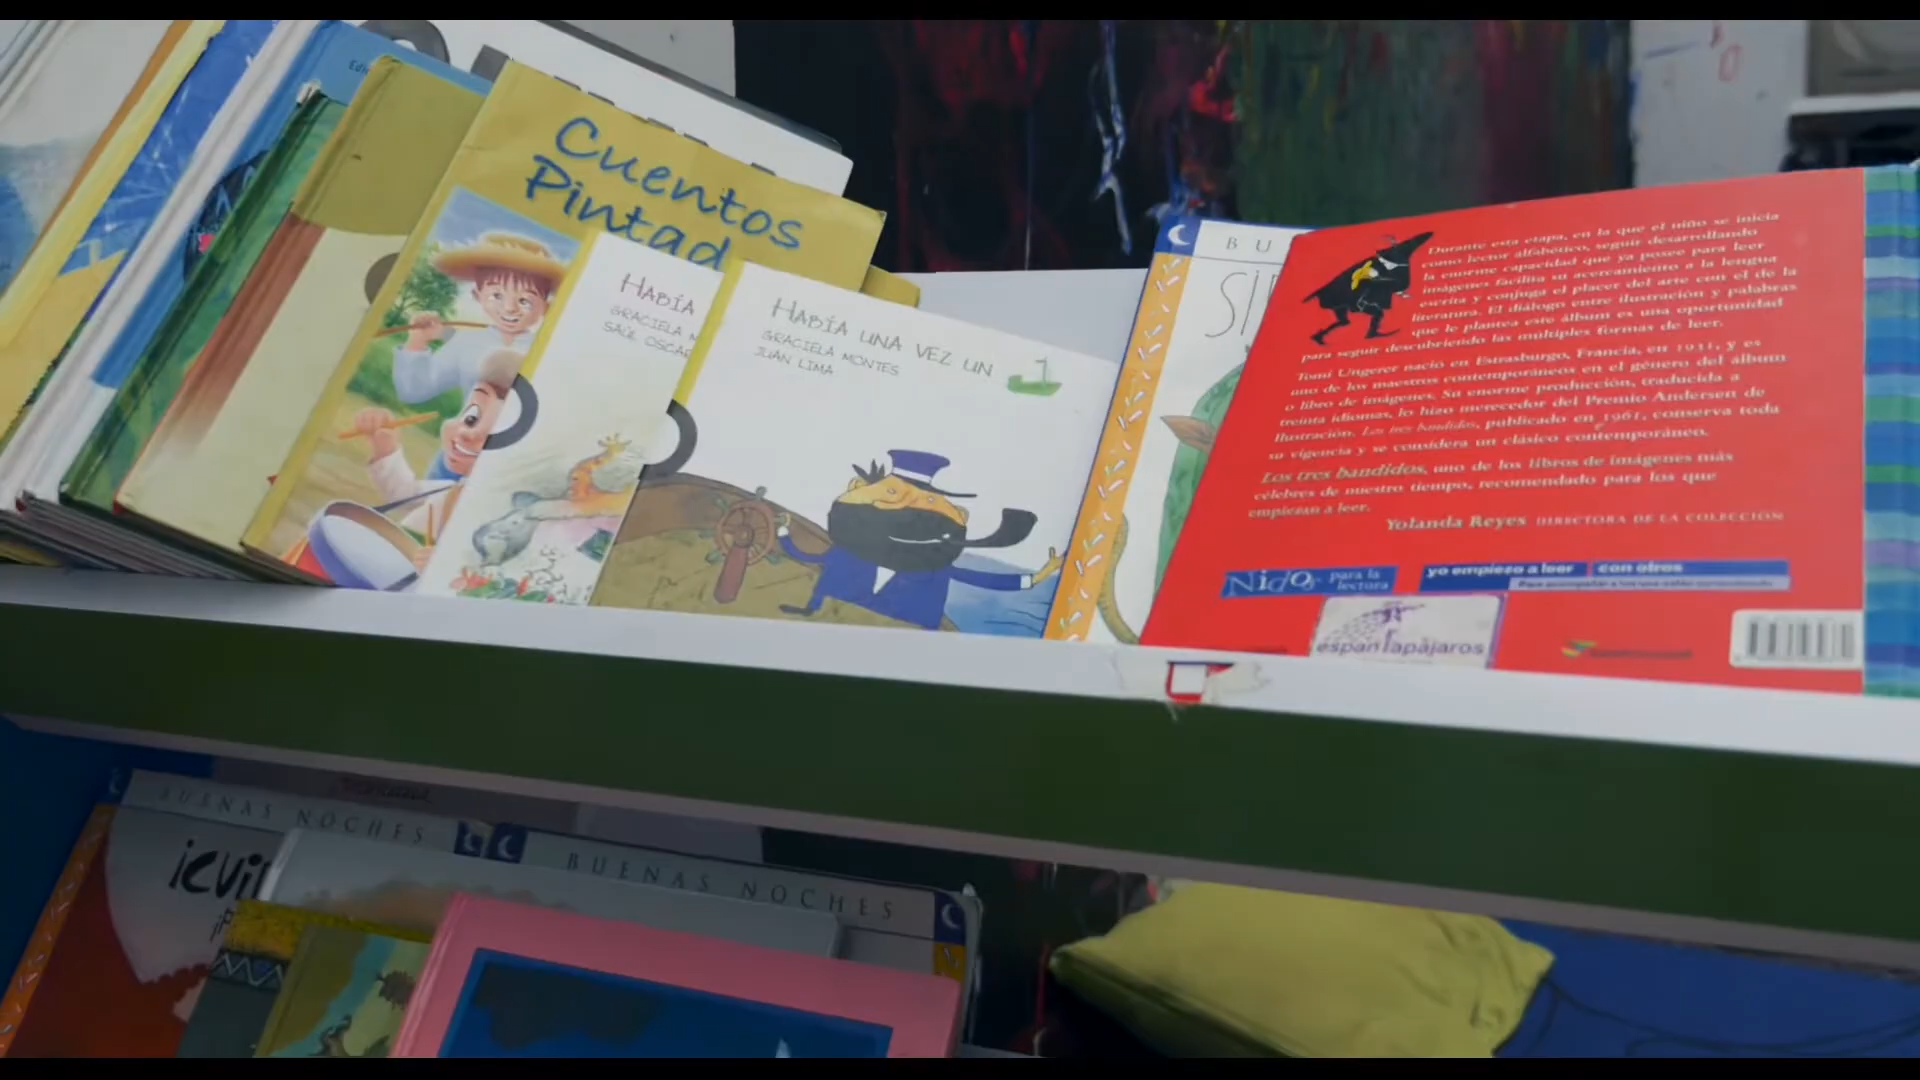 Cuentos
Pintad
HABÍA
GRACIELA M
SAÚL OSCAR
HABÍA UNA VEZ UN
GRACIELA MONTES
JUAN LIMA
BU
Durante esta etapa, en la que el niño se inicia
como lector alfabético, seguir desarrollando
la enorme capacidad que ya posee para leer
imágenes facilita su acercamiento a la lengua
escrita y conjuga el placer del arte con el de la
literatura. El diálogo entre ilustración y palabras
que le plantea este álbum es una oportunidad
para seguir descubriendo las múltiples formas de leer.
Tomi Ungerer nació en Estrasburgo, Francia, en 1931, y es
uno de los maestros contemporáneos en el género del álbum
o libro de imágenes. Su enorme producción, traducida a
treinta idiomas, lo hizo merecedor del Premio Andersen de
Ilustración. Los tres bandidos, publicado en 1961, conserva toda
su vigencia y se considera un clásico contemporáneo.
Los tres bandidos, uno de los libros de imágenes más
célebres de nuestro tiempo, recomendado para los que
empiezan a leer.
Yolanda Reyes DIRECTORA DE LA COLECCIÓN
Nidos para la
lectura
yo empiezo a leer con otros
espantapájaros
BUENAS NOCHES
BUENAS NOCHES